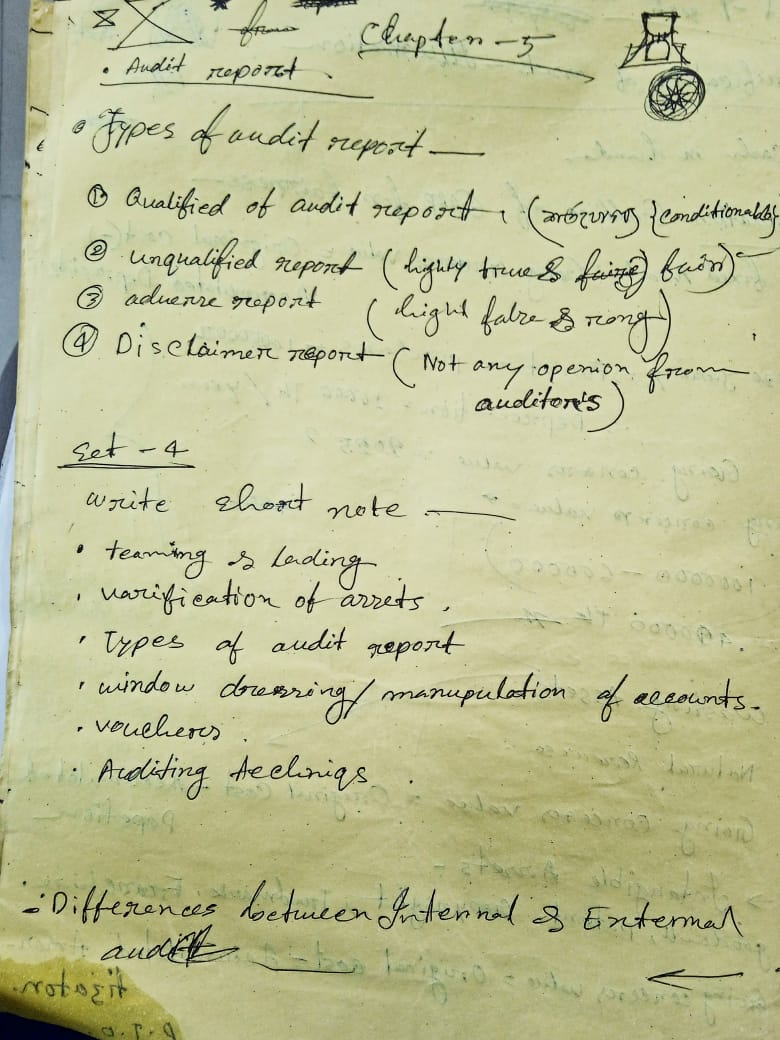 Chapter - 5
• Audit report.
• Types of audit report —
① Qualified of audit report, ( {conditionable}
② unqualified report (highly true & fair)
③ adverse report (hight false & rong)
④ Disclaimer report (Not any openion from
auditor's)
Set - 4
write short note —
• teaming & lading
• varification of assets.
• Types of audit report
• window dressing/manupulation of accounts.
• vouchers.
• Auditing techniqs.
Differences between Internal & External
audit